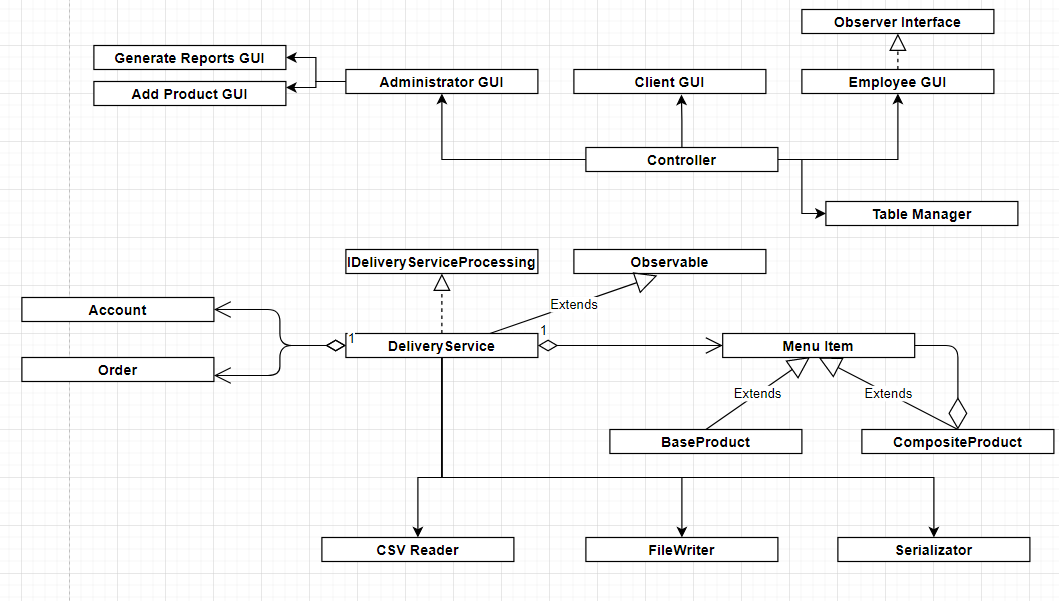 Observer Interface
Generate Reports GUI
Add Product GUI
Administrator GUI
Client GUI
Employee GUI
Controller
Table Manager
IDeliveryServiceProcessing
Observable
Extends
Account
Order
1
DeliveryService
1
Menu Item
Extends
Extends
BaseProduct
CompositeProduct
CSV Reader
FileWriter
Serializator